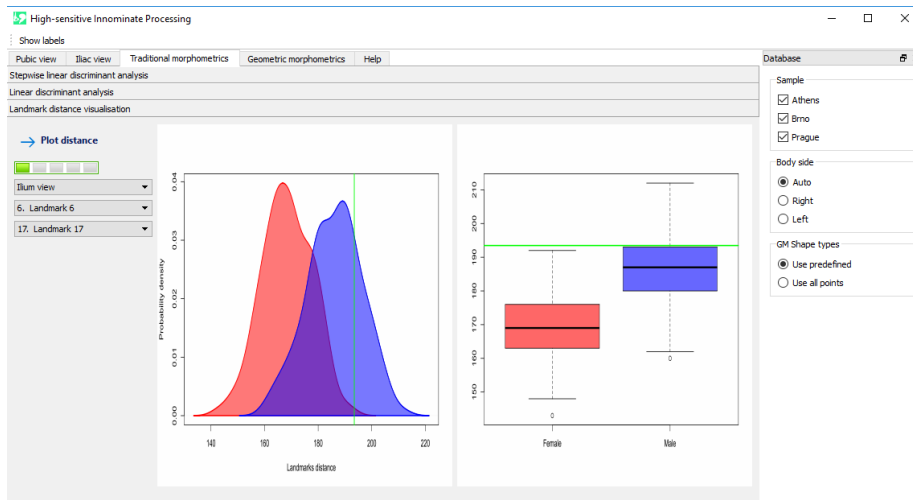 High-sensitive Innominate Processing
Show labels
Pubic view Iliac view Traditional morphometrics Geometric morphometrics Help
Stepwise linear discriminant analysis
Linear discriminant analysis
Landmark distance visualisation
Plot distance
Ilium view
6. Landmark 6
17. Landmark 17
Probability density
0.00 0.01 0.02 0.03 0.04
140 160 180 200 220
Landmarks distance
150 160 170 180 190 200 210
Female Male
Database
Sample
Athens
Brno
Prague
Body side
Auto
Right
Left
GM Shape types
Use predefined
Use all points